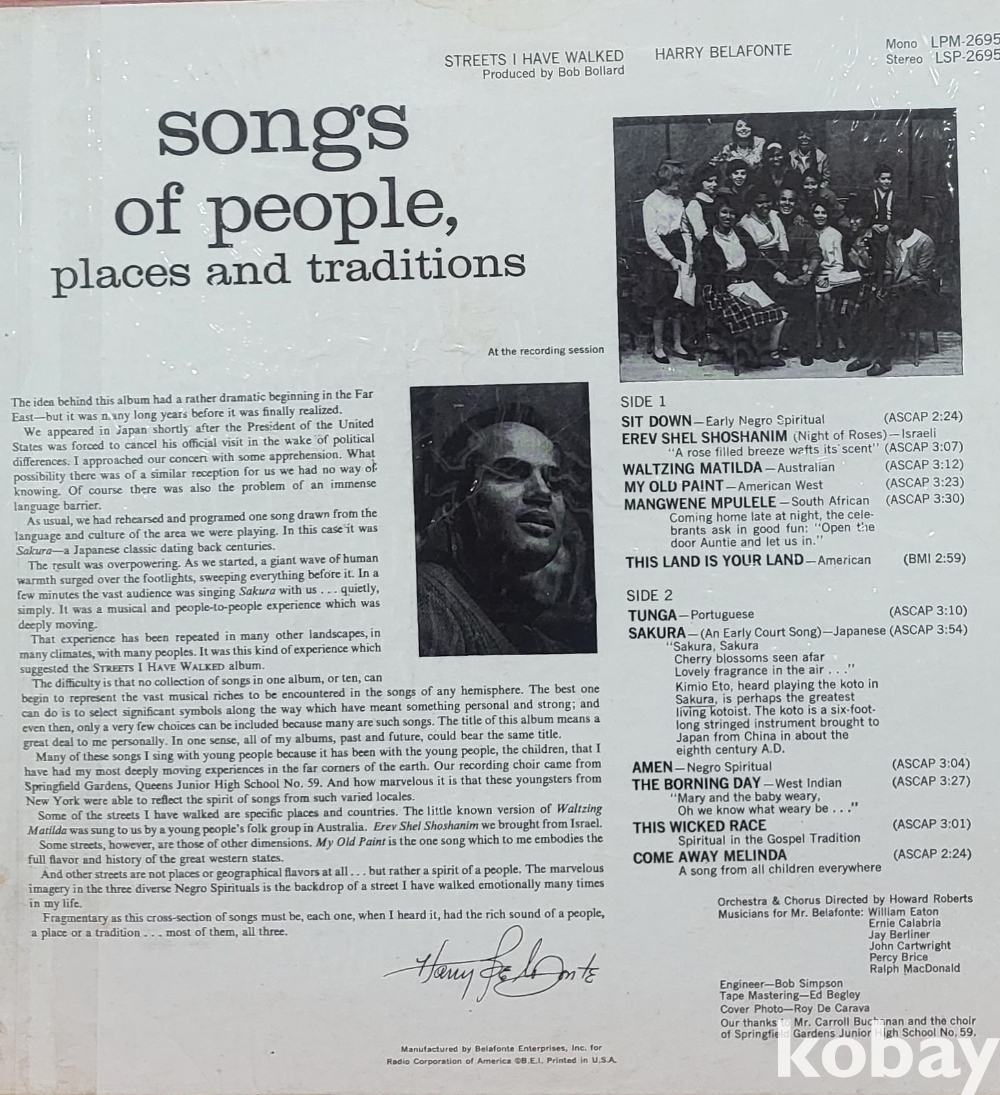 STREETS I HAVE WALKED HARRY BELAFONTE
Produced by Bob Bollard
Mono LPM-2695
Stereo LSP-2695
songs
of people,
places and traditions
At the recording session
The idea behind this album had a rather dramatic beginning in the Far
East—but it was many long years before it was finally realized.
We appeared in Japan shortly after the President of the United
States was forced to cancel his official visit in the wake of political
differences. I approached our concert with some apprehension. What
possibility there was of a similar reception for us we had no way of
knowing. Of course there was also the problem of an immense
language barrier.
As usual, we had rehearsed and programed one song drawn from the
language and culture of the area we were playing. In this case it was
Sakura—a Japanese classic dating back centuries.
The result was overpowering. As we started, a giant wave of human
warmth surged over the footlights, sweeping everything before it. In a
few minutes the vast audience was singing Sakura with us . . . quietly,
simply. It was a musical and people-to-people experience which was
deeply moving.
That experience has been repeated in many other landscapes, in
many climates, with many peoples. It was this kind of experience which
suggested the STREETS I HAVE WALKED album.
The difficulty is that no collection of songs in one album, or ten, can
begin to represent the vast musical riches to be encountered in the songs of any hemisphere. The best one
can do is to select significant symbols along the way which have meant something personal and strong; and
even then, only a very few choices can be included because many are such songs. The title of this album means a
great deal to me personally. In one sense, all of my albums, past and future, could bear the same title.
Many of these songs I sing with young people because it has been with the young people, the children, that I
have had my most deeply moving experiences in the far corners of the earth. Our recording choir came from
Springfield Gardens, Queens Junior High School No. 59. And how marvelous it is that these youngsters from
New York were able to reflect the spirit of songs from such varied locales.
Some of the streets I have walked are specific places and countries. The little known version of Waltzing
Matilda was sung to us by a young people's folk group in Australia. Erev Shel Shoshanim we brought from Israel.
Some streets, however, are those of other dimensions. My Old Paint is the one song which to me embodies the
full flavor and history of the great western states.
And other streets are not places or geographical flavors at all . . . but rather a spirit of a people. The marvelous
imagery in the three diverse Negro Spirituals is the backdrop of a street I have walked emotionally many times
in my life.
Fragmentary as this cross-section of songs must be, each one, when I heard it, had the rich sound of a people,
a place or a tradition . . . most of them, all three.
Harry Belafonte
Manufactured by Belafonte Enterprises, Inc. for
Radio Corporation of America ©B.E.I. Printed in U.S.A.
SIDE 1
SIT DOWN—Early Negro Spiritual (ASCAP 2:24)
EREV SHEL SHOSHANIM (Night of Roses)—Israeli
"A rose filled breeze wafts its scent" (ASCAP 3:07)
WALTZING MATILDA—Australian (ASCAP 3:12)
MY OLD PAINT—American West (ASCAP 3:23)
MANGWENE MPULELE—South African (ASCAP 3:30)
Coming home late at night, the cele-
brants ask in good fun: "Open the
door Auntie and let us in."
THIS LAND IS YOUR LAND—American (BMI 2:59)
SIDE 2
TUNGA—Portuguese (ASCAP 3:10)
SAKURA—(An Early Court Song)—Japanese (ASCAP 3:54)
"Sakura, Sakura
Cherry blossoms seen afar
Lovely fragrance in the air . . ."
Kimio Eto, heard playing the koto in
Sakura, is perhaps the greatest
living kotoist. The koto is a six-foot-
long stringed instrument brought to
Japan from China in about the
eighth century A.D.
AMEN—Negro Spiritual (ASCAP 3:04)
THE BORNING DAY—West Indian (ASCAP 3:27)
"Mary and the baby weary,
Oh we know what weary be . . ."
THIS WICKED RACE (ASCAP 3:01)
Spiritual in the Gospel Tradition
COME AWAY MELINDA (ASCAP 2:24)
A song from all children everywhere
Orchestra & Chorus Directed by Howard Roberts
Musicians for Mr. Belafonte: William Eaton
Ernie Calabria
Jay Berliner
John Cartwright
Percy Brice
Ralph MacDonald
Engineer—Bob Simpson
Tape Mastering—Ed Begley
Cover Photo—Roy De Carava
Our thanks to Mr. Carroll Buchanan and the choir
of Springfield Gardens Junior High School No. 59.
kobay